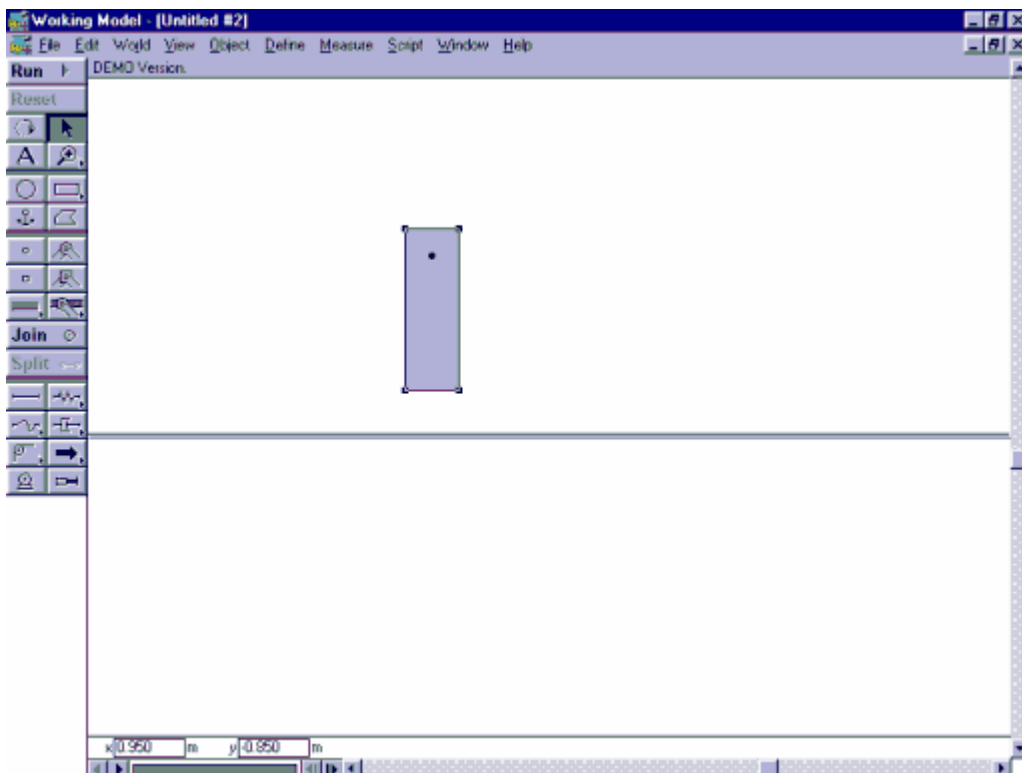 Working Model - [Untitled #2]
File Edit World View Object Define Measure Script Window Help
Run DEMO Version.
Reset
A
Join
Split
x 0.950 m y -0.850 m